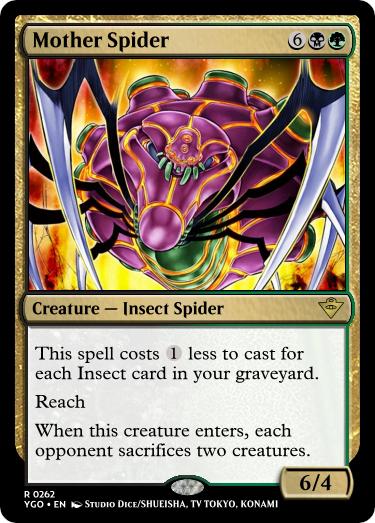 Mother Spider 6
Creature — Insect Spider
This spell costs 1 less to cast for
each Insect card in your graveyard.
Reach
When this creature enters, each
opponent sacrifices two creatures.
6/4
R 0262
YGO • EN Studio Dice/SHUEISHA, TV TOKYO, KONAMI